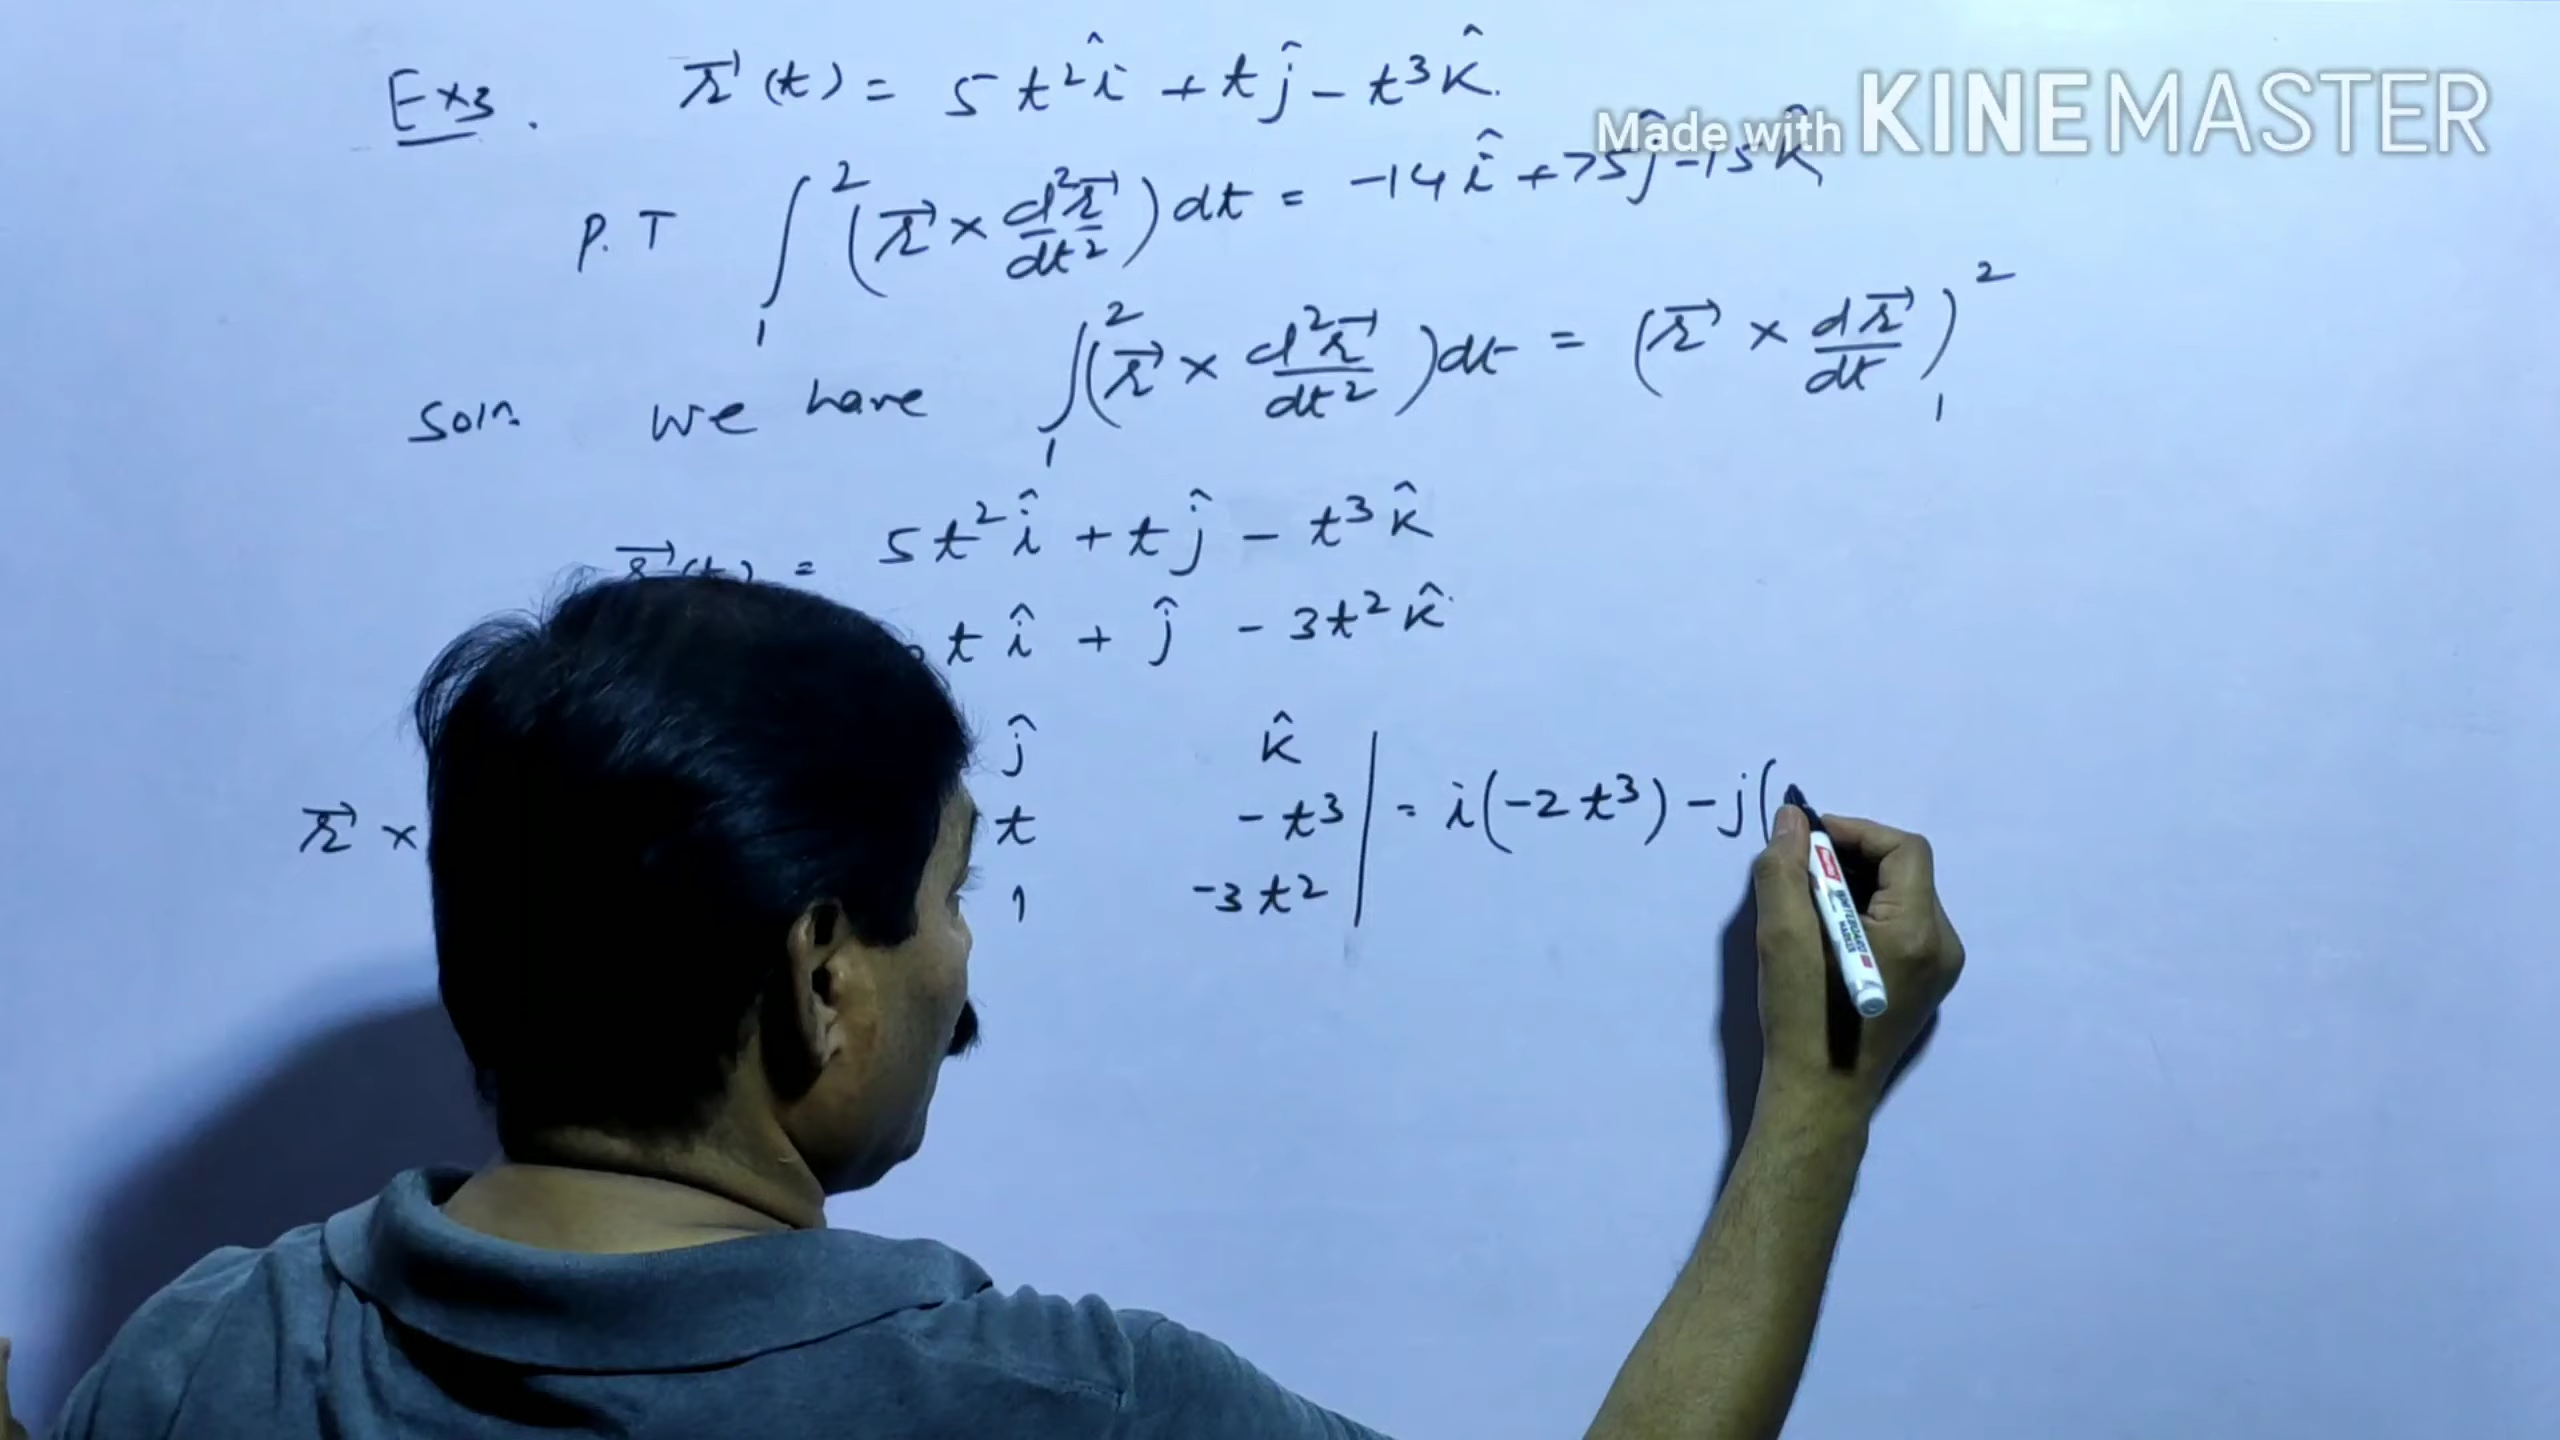 Made with KINEMASTER
Ex3. r⃗(t) = 5t²î + tĵ - t³k̂.
P.T ∫₁² (r⃗ × d²r⃗/dt²) dt = -14î + 75ĵ - 15k̂
Soln. We have ∫₁² (r⃗ × d²r⃗/dt²) dt = (r⃗ × dr⃗/dt)₁²
r⃗(t) = 5t²î + tĵ - t³k̂
t î + ĵ - 3t²k̂
ĵ k̂
r⃗ × t -t³ | = i(-2t³) - j(
1 -3t²